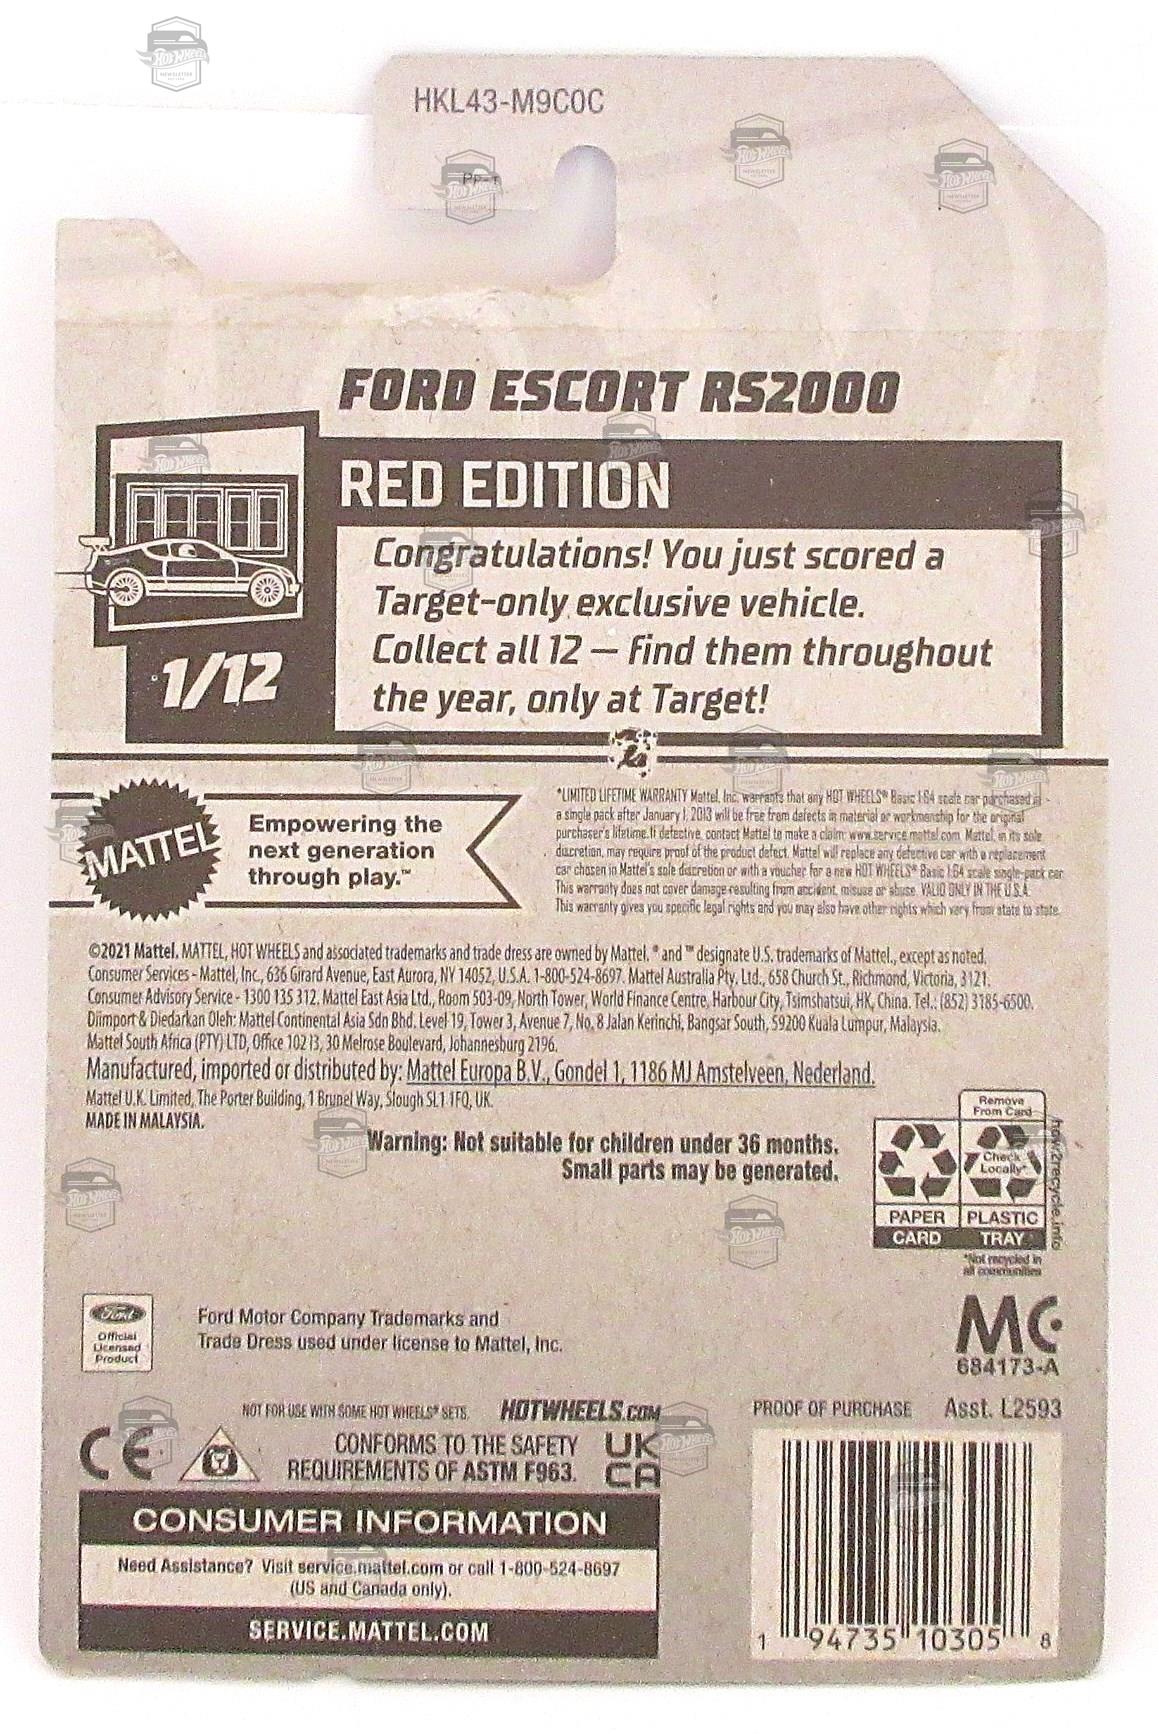 HKL43-M9C0C
FORD ESCORT RS2000
RED EDITION
Congratulations! You just scored a
Target-only exclusive vehicle.
Collect all 12 — find them throughout
the year, only at Target!
1/12
MATTEL
Empowering the
next generation
through play.™
*LIMITED LIFETIME WARRANTY Mattel, Inc. warrants that any HOT WHEELS® Basic 1:64 scale car purchased in
a single pack after January 1, 2013 will be free from defects in material or workmanship for the original
purchaser's lifetime. If defective, contact Mattel to make a claim: www.service.mattel.com. Mattel, in its sole
discretion, may require proof of the product defect. Mattel will replace any defective car with a replacement
car chosen in Mattel's sole discretion or with a voucher for a new HOT WHEELS® Basic 1:64 scale single-pack car.
This warranty does not cover damage resulting from accident, misuse or abuse. VALID ONLY IN THE U.S.A.
This warranty gives you specific legal rights and you may also have other rights which vary from state to state.
©2021 Mattel. MATTEL, HOT WHEELS and associated trademarks and trade dress are owned by Mattel. ® and ™ designate U.S. trademarks of Mattel., except as noted.
Consumer Services - Mattel, Inc., 636 Girard Avenue, East Aurora, NY 14052, U.S.A. 1-800-524-8697. Mattel Australia Pty. Ltd., 658 Church St., Richmond, Victoria, 3121.
Consumer Advisory Service - 1300 135 312. Mattel East Asia Ltd., Room 503-09, North Tower, World Finance Centre, Harbour City, Tsimshatsui, HK, China. Tel.: (852) 3185-6500.
Diimport & Diedarkan Oleh: Mattel Continental Asia Sdn Bhd. Level 19, Tower 3, Avenue 7, No. 8 Jalan Kerinchi, Bangsar South, 59200 Kuala Lumpur, Malaysia.
Mattel South Africa (PTY) LTD, Office 102 I3, 30 Melrose Boulevard, Johannesburg 2196.
Manufactured, imported or distributed by: Mattel Europa B.V., Gondel 1, 1186 MJ Amstelveen, Nederland.
Mattel U.K. Limited, The Porter Building, 1 Brunel Way, Slough SL1 1FQ, UK.
MADE IN MALAYSIA.
Warning: Not suitable for children under 36 months.
Small parts may be generated.
Remove
From Card
Check
Locally*
PAPER PLASTIC
CARD TRAY
how2recycle.info
*Not recycled in
all communities
Ford
Official
Licensed
Product
Ford Motor Company Trademarks and
Trade Dress used under license to Mattel, Inc.
MC
684173-A
NOT FOR USE WITH SOME HOT WHEELS® SETS. HOTWHEELS.COM
PROOF OF PURCHASE Asst. L2593
CE
CONFORMS TO THE SAFETY
REQUIREMENTS OF ASTM F963.
UK
CA
CONSUMER INFORMATION
Need Assistance? Visit service.mattel.com or call 1-800-524-8697
(US and Canada only).
SERVICE.MATTEL.COM
1 94735 10305 8